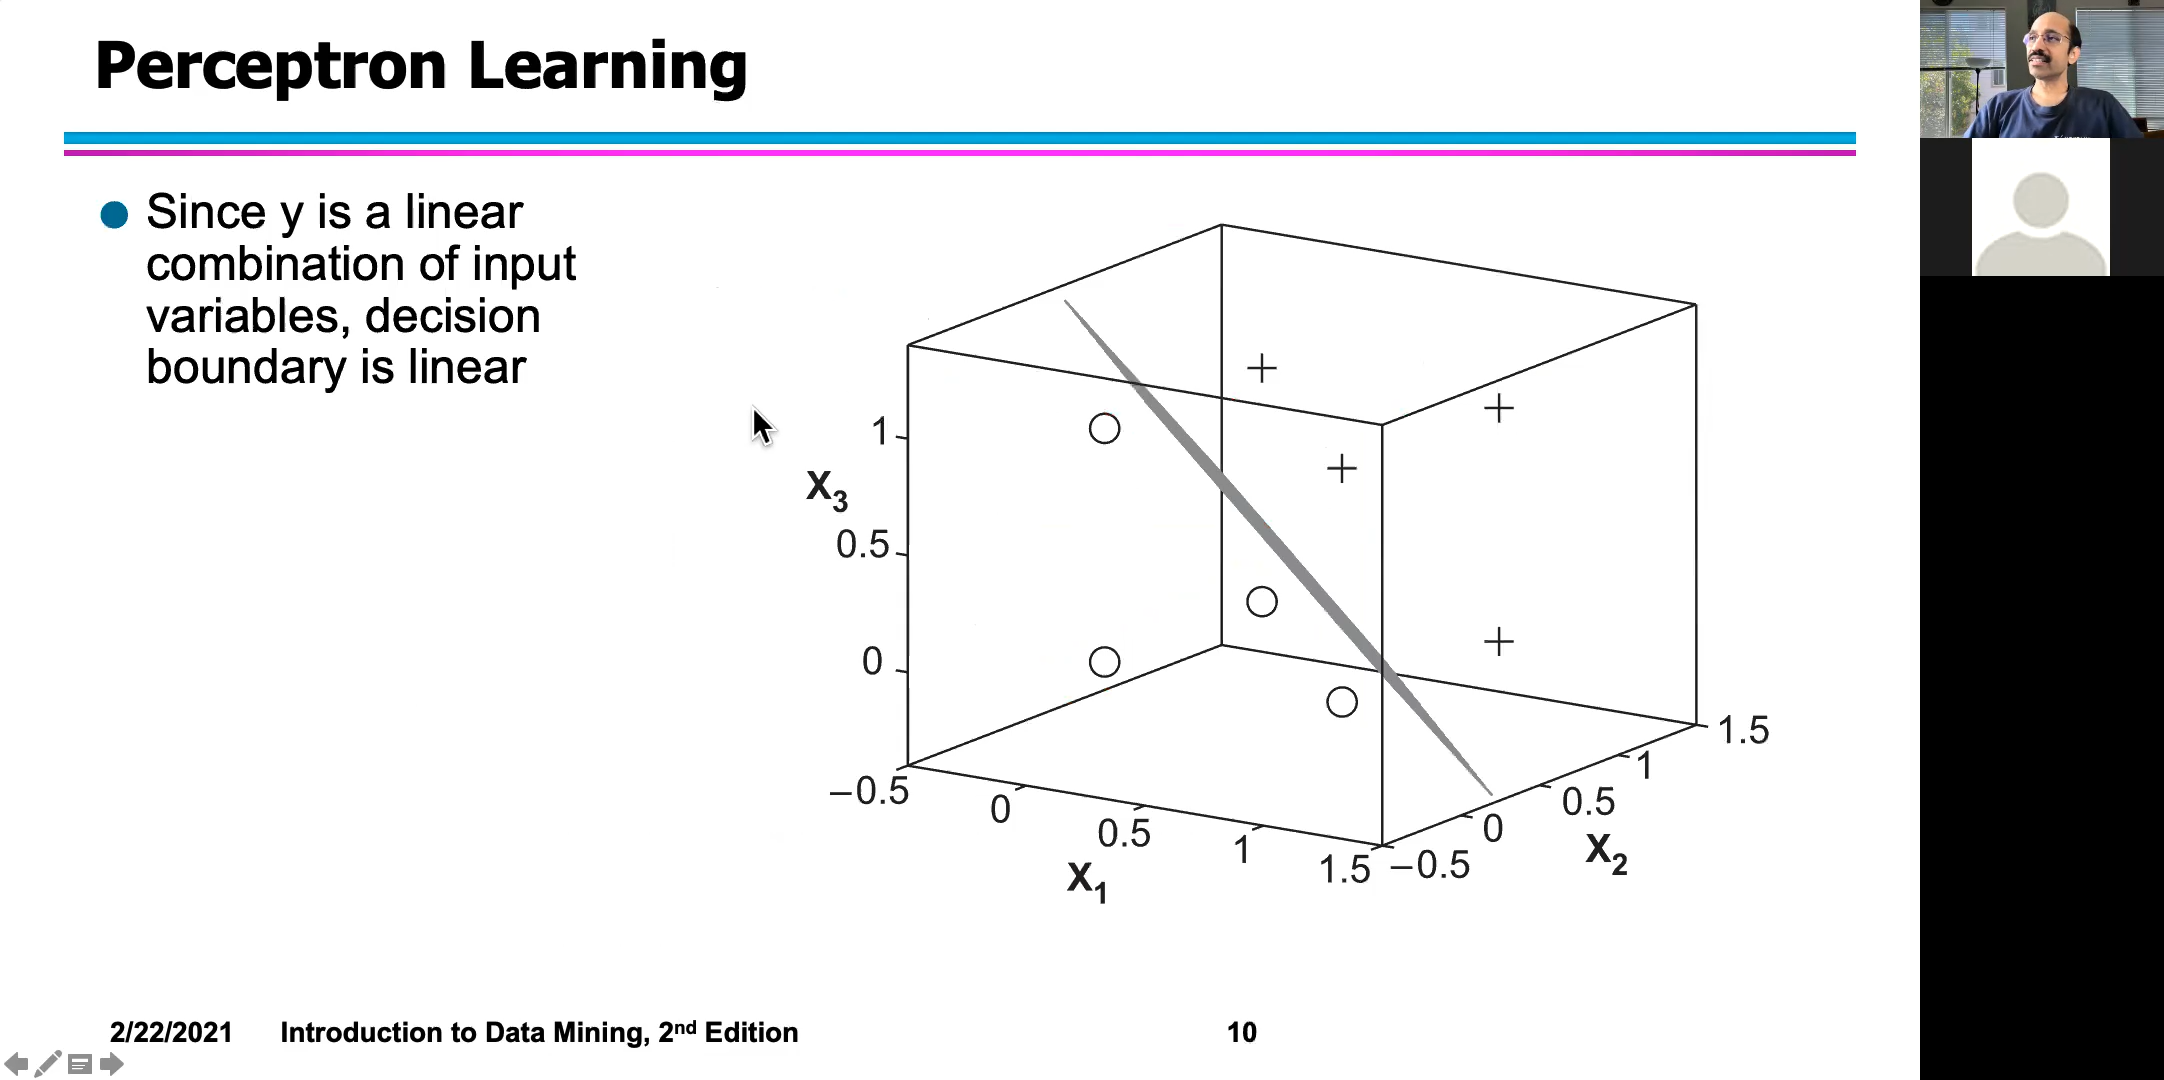 Perceptron Learning
Since y is a linear
combination of input
variables, decision
boundary is linear
1
X3
0.5
0
−0.5
0
0.5
1
1.5
X1
−0.5
0
0.5
1
1.5
X2
2/22/2021 Introduction to Data Mining, 2nd Edition 10